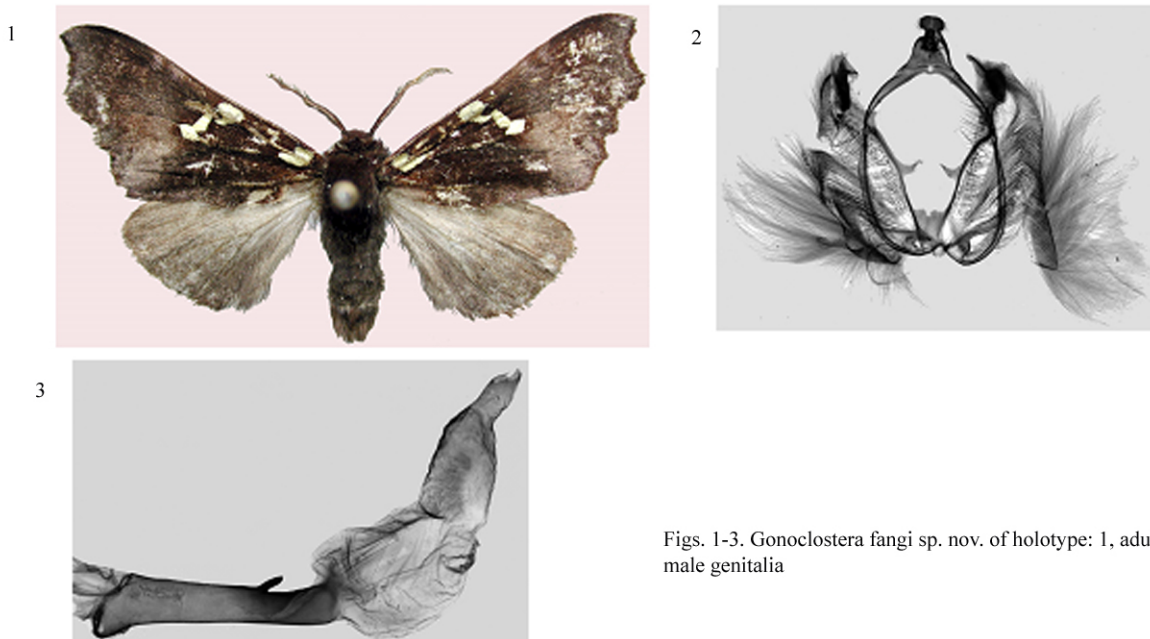 1
2
3
Figs. 1-3. Gonoclostera fangi sp. nov. of holotype: 1, adu
male genitalia